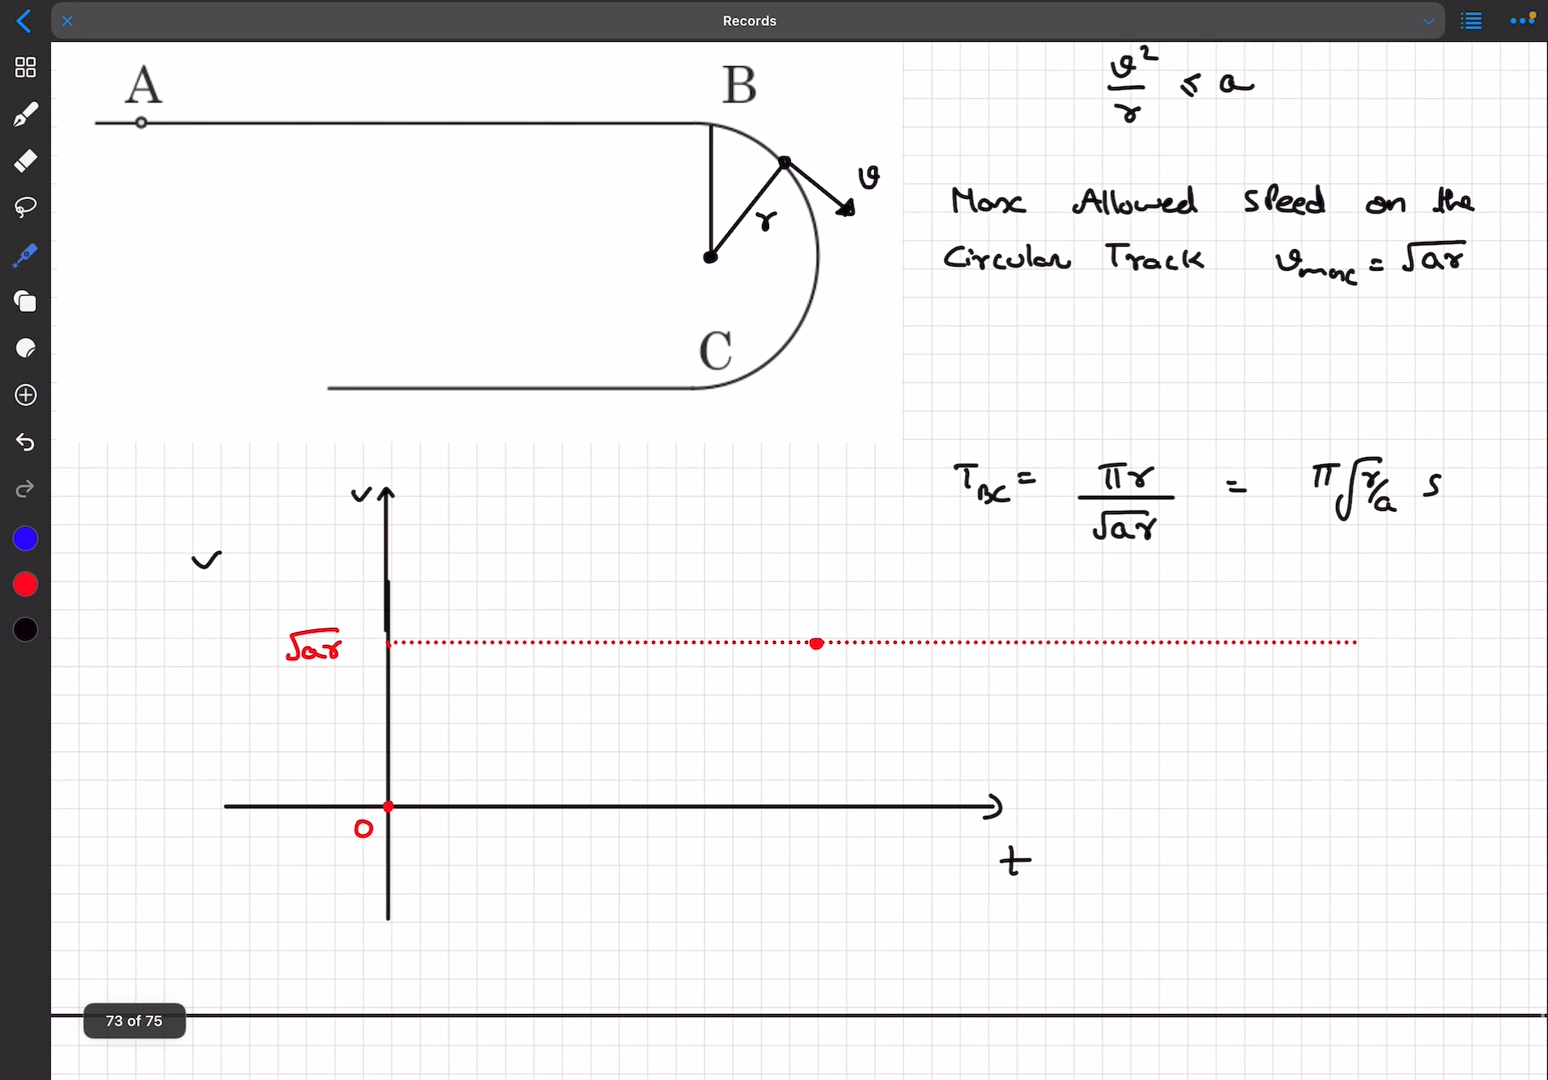 Records
A
B
C
r
v
v²/r ≤ a
Max Allowed Speed on the
Circular Track v_max = √ar
T_BC = πr/√ar = π√r/a s
v
√ar
0
t
73 of 75